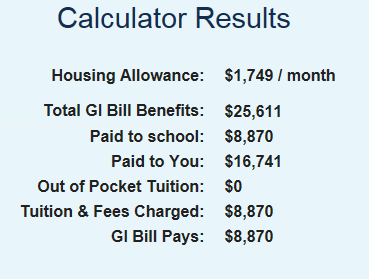 Calculator Results
Housing Allowance: $1,749 / month
Total GI Bill Benefits: $25,611
Paid to school: $8,870
Paid to You: $16,741
Out of Pocket Tuition: $0
Tuition & Fees Charged: $8,870
GI Bill Pays: $8,870